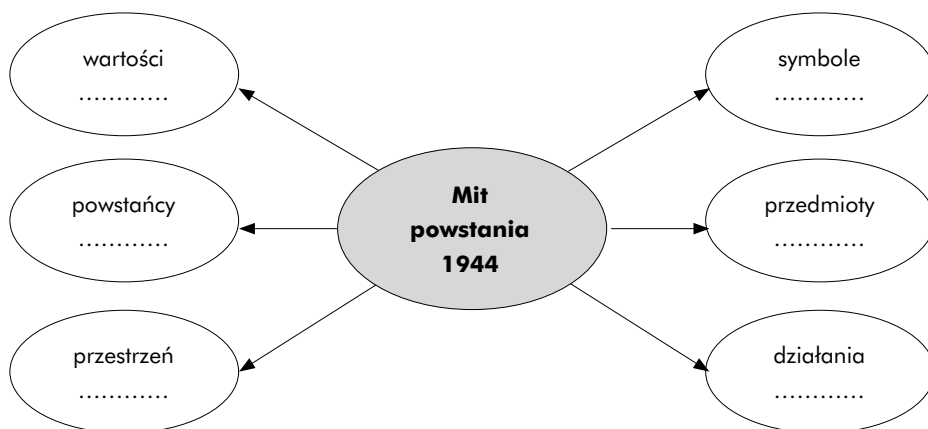 wartości
............
powstańcy
............
przestrzeń
............
Mit
powstania
1944
symbole
............
przedmioty
............
działania
............